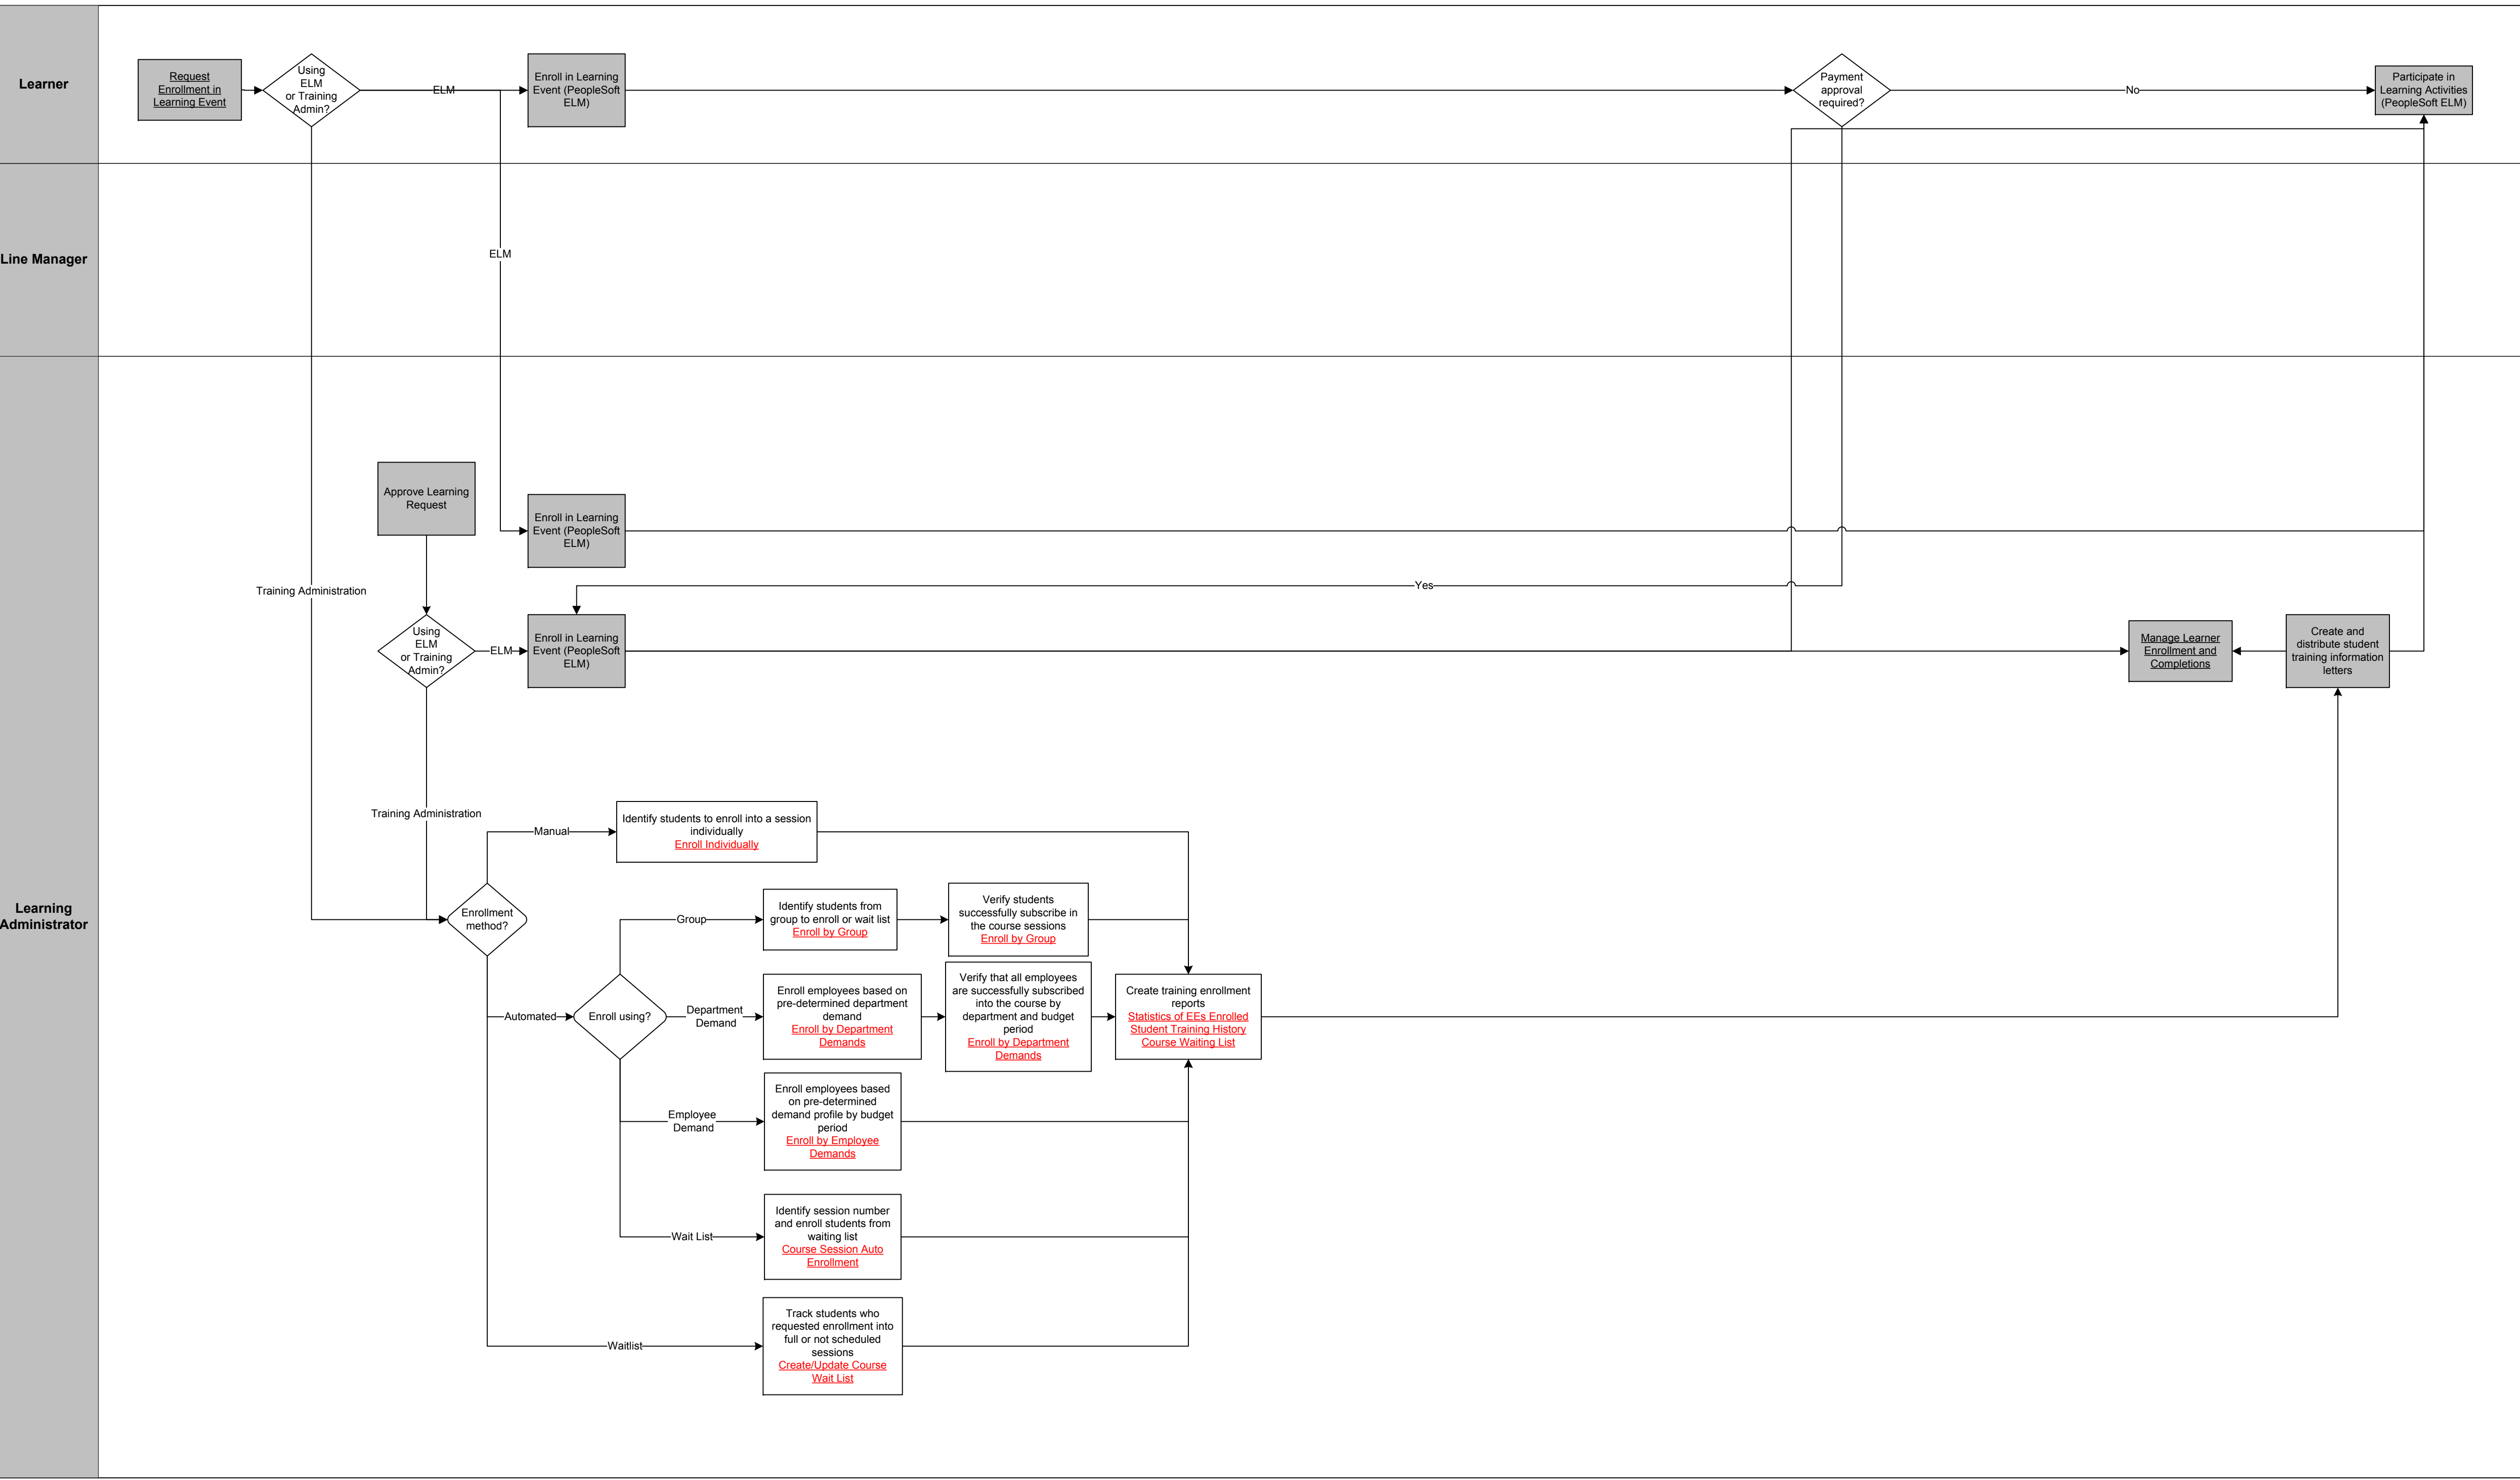 Learner
Request
Enrollment in
Learning Event
Using
ELM
or Training
Admin?
ELM
Enroll in Learning
Event (PeopleSoft
ELM)
Payment
approval
required?
No
Participate in
Learning Activities
(PeopleSoft ELM)
Line Manager
ELM
Learning
Administrator
Approve Learning
Request
Enroll in Learning
Event (PeopleSoft
ELM)
Training Administration
Yes
Using
ELM
or Training
Admin?
ELM
Enroll in Learning
Event (PeopleSoft
ELM)
Manage Learner
Enrollment and
Completions
Create and
distribute student
training information
letters
Training Administration
Manual
Identify students to enroll into a session
individually
Enroll Individually
Enrollment
method?
Group
Identify students from
group to enroll or wait list
Enroll by Group
Verify students
successfully subscribe in
the course sessions
Enroll by Group
Automated
Enroll using?
Department
Demand
Enroll employees based on
pre-determined department
demand
Enroll by Department
Demands
Verify that all employees
are successfully subscribed
into the course by
department and budget
period
Enroll by Department
Demands
Create training enrollment
reports
Statistics of EEs Enrolled
Student Training History
Course Waiting List
Employee
Demand
Enroll employees based
on pre-determined
demand profile by budget
period
Enroll by Employee
Demands
Wait List
Identify session number
and enroll students from
waiting list
Course Session Auto
Enrollment
Waitlist
Track students who
requested enrollment into
full or not scheduled
sessions
Create/Update Course
Wait List